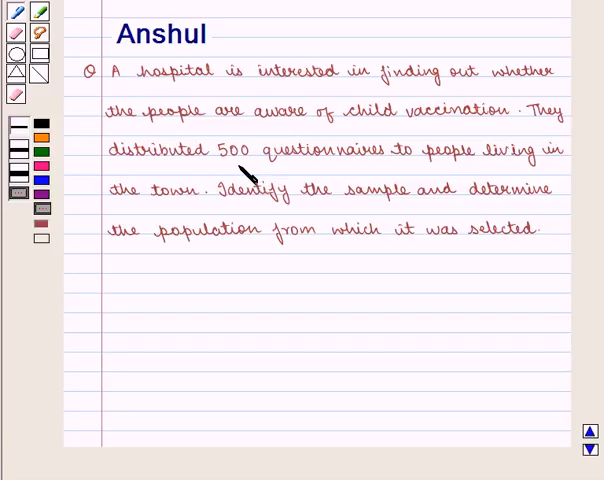 Anshul
Q A hospital is interested in finding out whether
the people are aware of child vaccination. They
distributed 500 questionnaires to people living in
the town. Identify the sample and determine
the population from which it was selected.